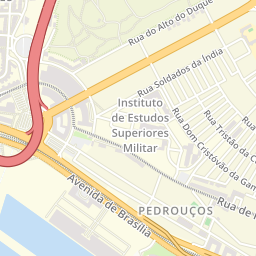 Rua do Alto do Duque
Rua Soldados da Índia
Instituto
de Estudos
Superiores
Militar
Rua Tristão da C
Rua Dom Cristóvão da Gam
Rua de
Avenida de Brasília
PEDROUÇOS